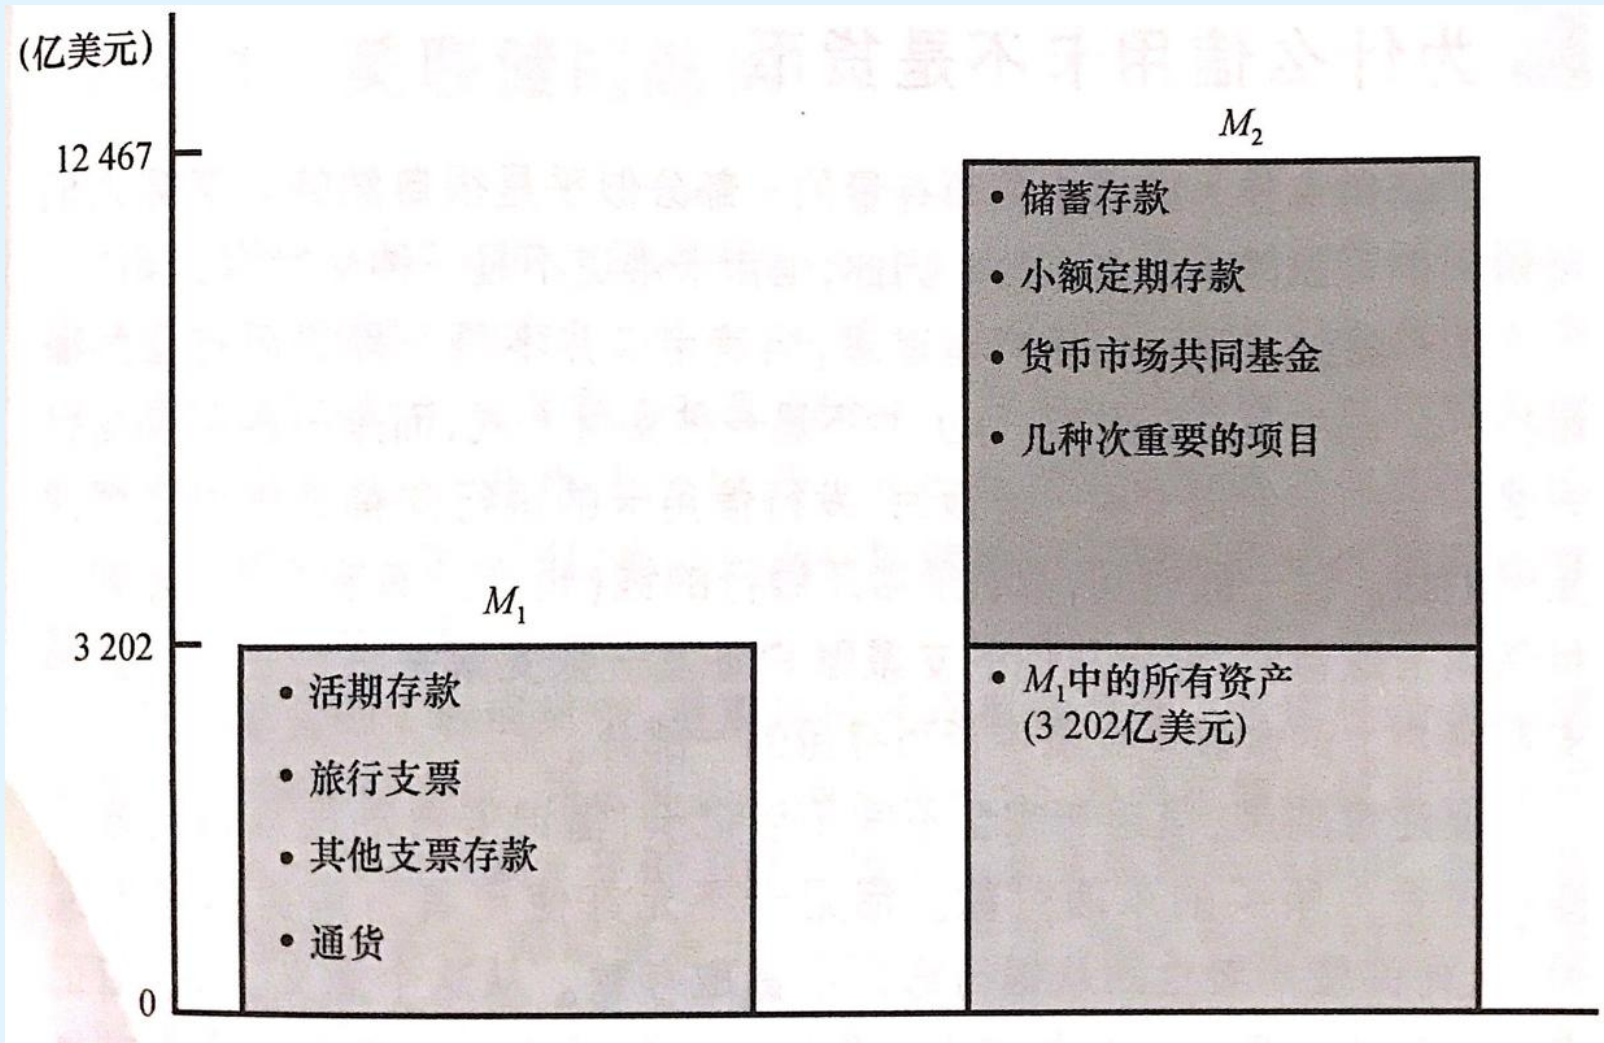 (亿美元)
12 467
3 202
0
M₁
• 活期存款
• 旅行支票
• 其他支票存款
• 通货
M₂
• 储蓄存款
• 小额定期存款
• 货币市场共同基金
• 几种次重要的项目
• M₁中的所有资产
(3 202亿美元)